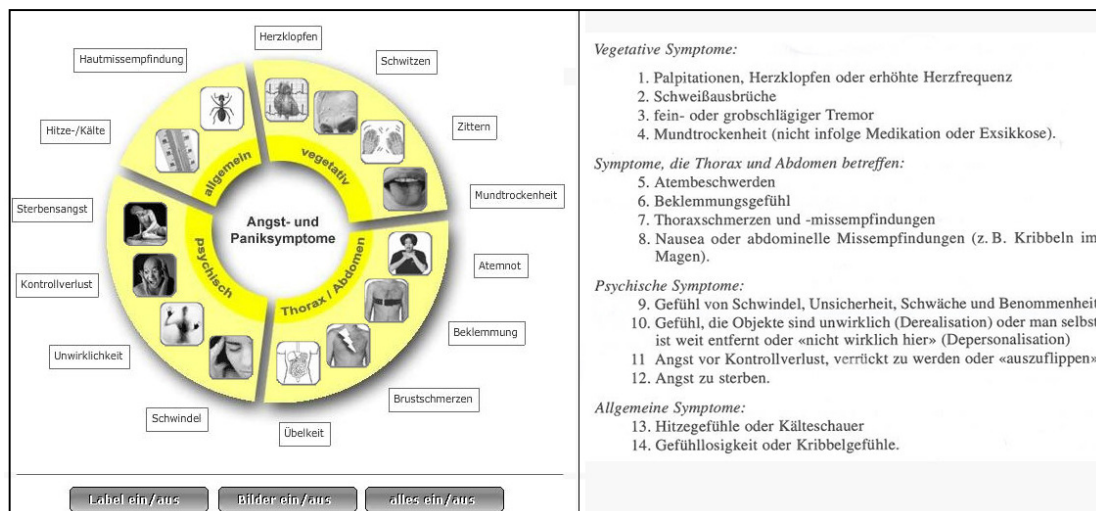 Herzklopfen
Schwitzen
Zittern
Mundtrockenheit
Atemnot
Beklemmung
Brustschmerzen
Übelkeit
Schwindel
Unwirklichkeit
Kontrollverlust
Sterbensangst
Hitze-/Kälte
Hautmissempfindung
vegetativ
Thorax / Abdomen
psychisch
allgemein
Angst- und
Paniksymptome
Label ein/aus
Bilder ein/aus
alles ein/aus
Vegetative Symptome:
1. Palpitationen, Herzklopfen oder erhöhte Herzfrequenz
2. Schweißausbrüche
3. fein- oder grobschlägiger Tremor
4. Mundtrockenheit (nicht infolge Medikation oder Exsikkose).
Symptome, die Thorax und Abdomen betreffen:
5. Atembeschwerden
6. Beklemmungsgefühl
7. Thoraxschmerzen und -missempfindungen
8. Nausea oder abdominelle Missempfindungen (z. B. Kribbeln im
Magen).
Psychische Symptome:
9. Gefühl von Schwindel, Unsicherheit, Schwäche und Benommenheit
10. Gefühl, die Objekte sind unwirklich (Derealisation) oder man selbst
ist weit entfernt oder «nicht wirklich hier» (Depersonalisation)
11 Angst vor Kontrollverlust, verrückt zu werden oder «auszuflippen»
12. Angst zu sterben.
Allgemeine Symptome:
13. Hitzegefühle oder Kälteschauer
14. Gefühllosigkeit oder Kribbelgefühle.